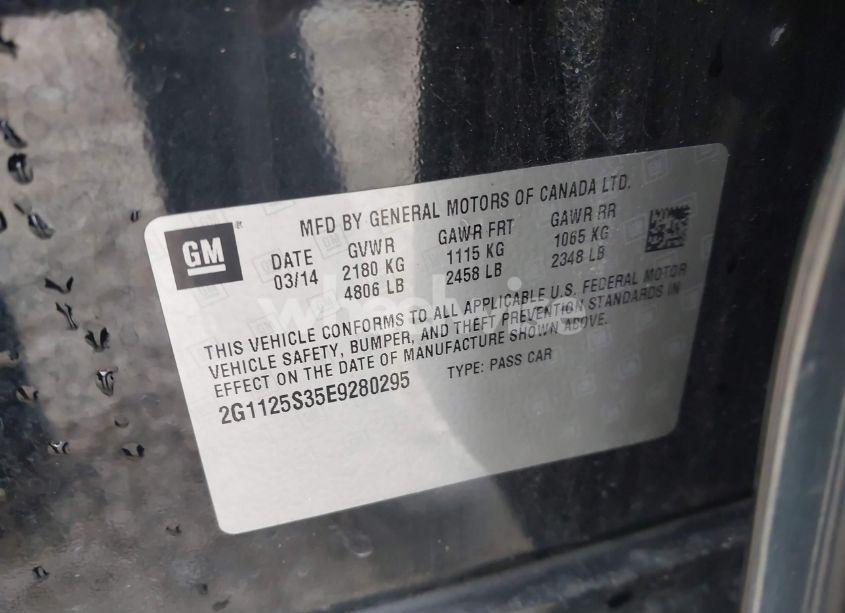 GM
MFD BY GENERAL MOTORS OF CANADA LTD.
DATE GVWR GAWR FRT GAWR RR
03/14 2180 KG 1115 KG 1065 KG
4806 LB 2458 LB 2348 LB
THIS VEHICLE CONFORMS TO ALL APPLICABLE U.S. FEDERAL MOTOR
VEHICLE SAFETY, BUMPER, AND THEFT PREVENTION STANDARDS IN
EFFECT ON THE DATE OF MANUFACTURE SHOWN ABOVE.
2G1125S35E9280295 TYPE: PASS CAR